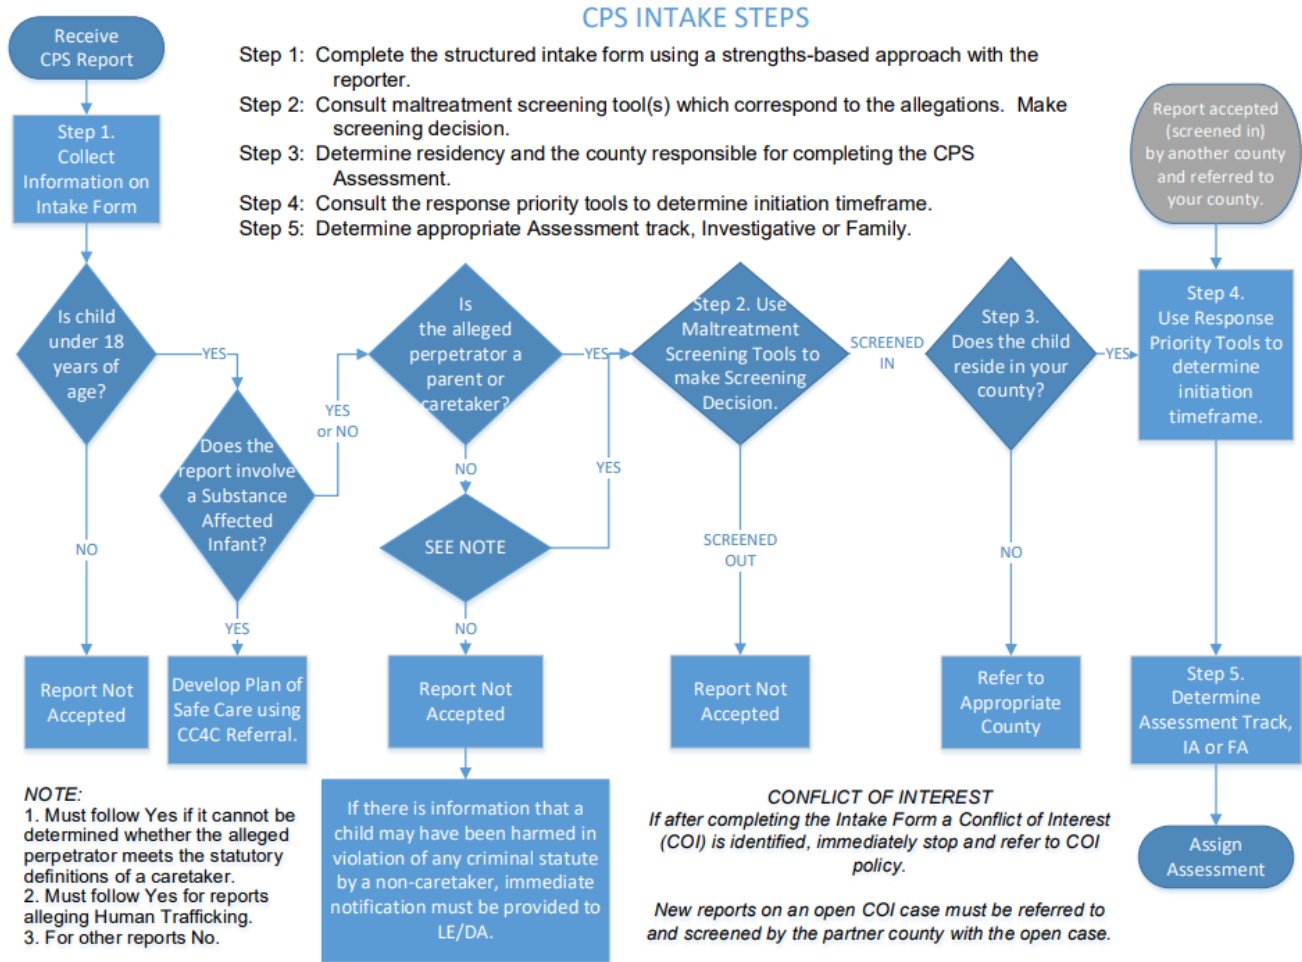 CPS INTAKE STEPS
Receive
CPS Report
Step 1:  Complete the structured intake form using a strengths-based approach with the
reporter.
Step 2:  Consult maltreatment screening tool(s) which correspond to the allegations.  Make
screening decision.
Step 3:  Determine residency and the county responsible for completing the CPS
Assessment.
Step 4:  Consult the response priority tools to determine initiation timeframe.
Step 5:  Determine appropriate Assessment track, Investigative or Family.
Report accepted
(screened in)
by another county
and referred to
your county.
Step 1.
Collect
Information on
Intake Form
Is child
under 18
years of
age?
YES
NO
Does the
report involve
a Substance
Affected
Infant?
YES
or NO
YES
Is
the alleged
perpetrator a
parent or
caretaker?
YES
NO
SEE NOTE
YES
NO
Step 2. Use
Maltreatment
Screening Tools to
make Screening
Decision.
SCREENED
IN
SCREENED
OUT
Step 3.
Does the child
reside in your
county?
YES
NO
Step 4.
Use Response
Priority Tools to
determine
initiation
timeframe.
Report Not
Accepted
Develop Plan of
Safe Care using
CC4C Referral.
Report Not
Accepted
Report Not
Accepted
Refer to
Appropriate
County
Step 5.
Determine
Assessment Track,
IA or FA
NOTE:
1. Must follow Yes if it cannot be
determined whether the alleged
perpetrator meets the statutory
definitions of a caretaker.
2. Must follow Yes for reports
alleging Human Trafficking.
3. For other reports No.
If there is information that a
child may have been harmed in
violation of any criminal statute
by a non-caretaker, immediate
notification must be provided to
LE/DA.
CONFLICT OF INTEREST
If after completing the Intake Form a Conflict of Interest
(COI) is identified, immediately stop and refer to COI
policy.
New reports on an open COI case must be referred to
and screened by the partner county with the open case.
Assign
Assessment